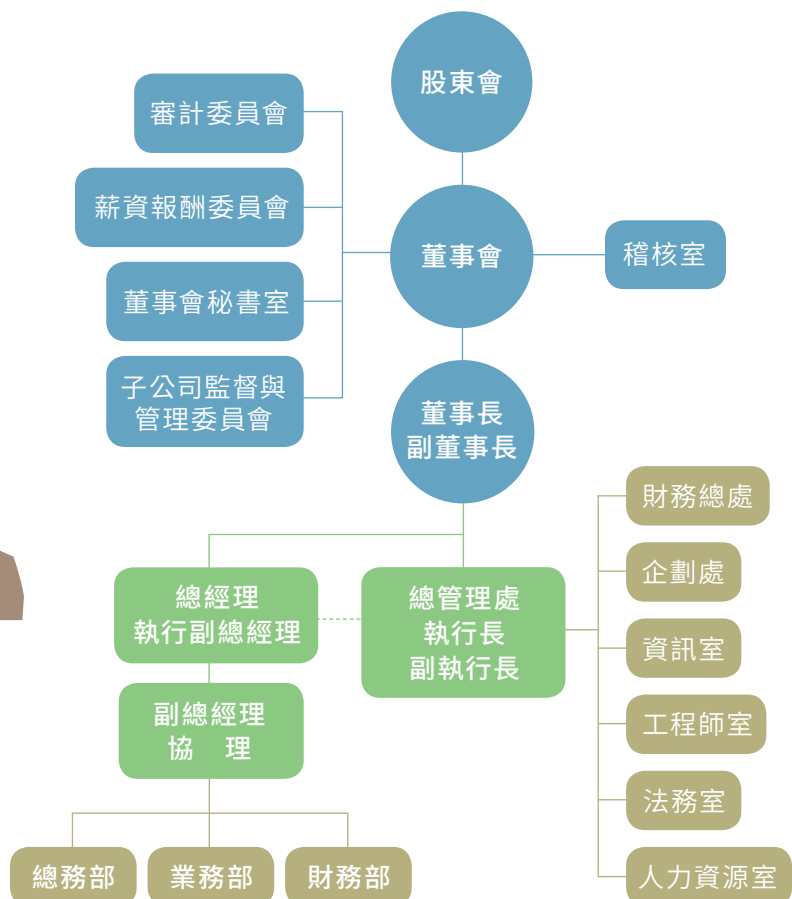 股東會
審計委員會
薪資報酬委員會
董事會
稽核室
董事會秘書室
子公司監督與
管理委員會
董事長
副董事長
總經理
執行副總經理
總管理處
執行長
副執行長
副總經理
協 理
財務總處
企劃處
資訊室
工程師室
法務室
人力資源室
總務部
業務部
財務部